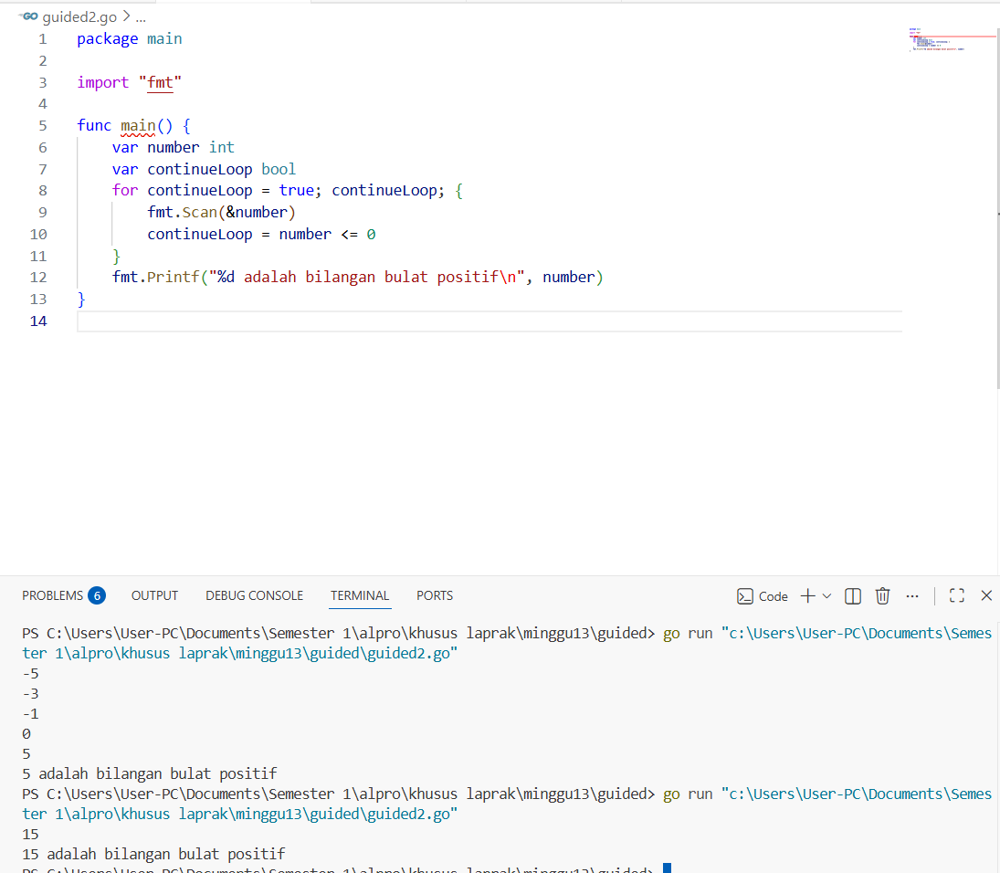 GO guided2.go > ...
1 package main
2
3 import "fmt"
4
5 func main() {
6 var number int
7 var continueLoop bool
8 for continueLoop = true; continueLoop; {
9 fmt.Scan(&number)
10 continueLoop = number <= 0
11 }
12 fmt.Printf("%d adalah bilangan bulat positif\n", number)
13 }
14
PROBLEMS 6 OUTPUT DEBUG CONSOLE TERMINAL PORTS Code
PS C:\Users\User-PC\Documents\Semester 1\alpro\khusus laprak\minggu13\guided> go run "c:\Users\User-PC\Documents\Semes
ter 1\alpro\khusus laprak\minggu13\guided\guided2.go"
-5
-3
-1
0
5
5 adalah bilangan bulat positif
PS C:\Users\User-PC\Documents\Semester 1\alpro\khusus laprak\minggu13\guided> go run "c:\Users\User-PC\Documents\Semes
ter 1\alpro\khusus laprak\minggu13\guided\guided2.go"
15
15 adalah bilangan bulat positif
PS C:\Users\User-PC\Documents\Semester 1\alpro\khusus laprak\minggu13\guided>